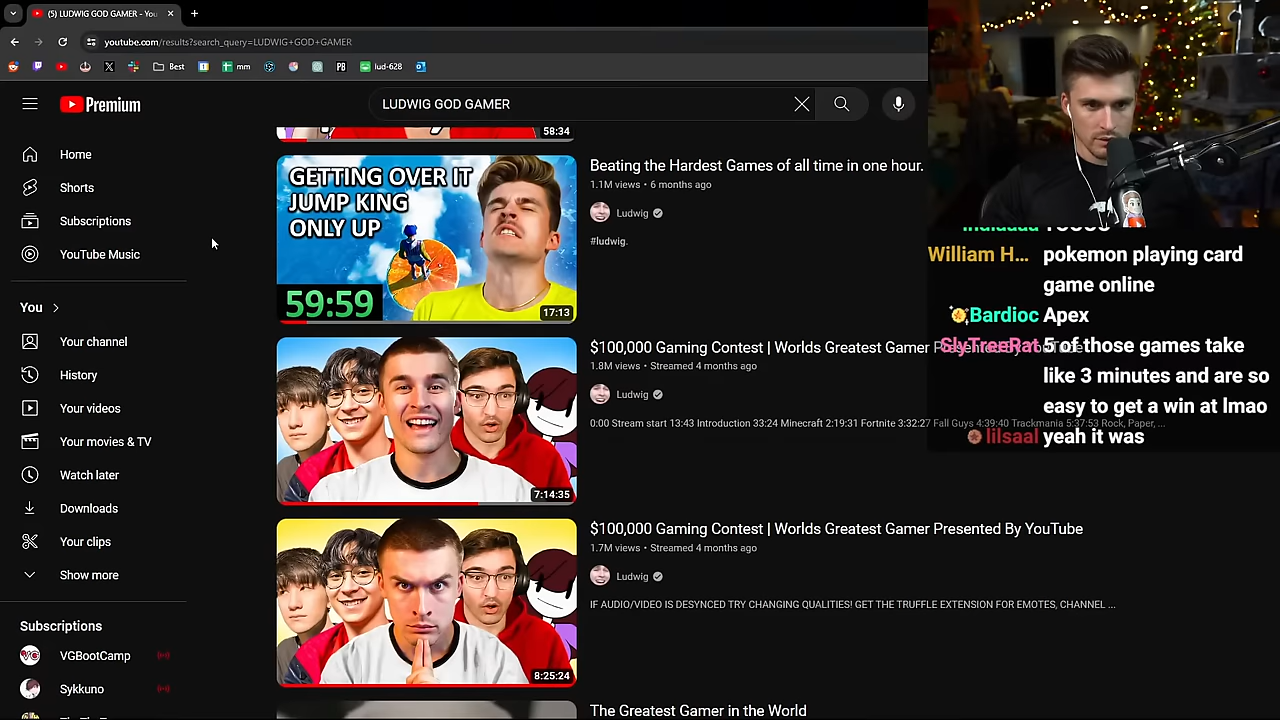 (5) LUDWIG GOD GAMER - You
youtube.com/results?search_query=LUDWIG+GOD+GAMER
Best
mm
lud-628
Premium
LUDWIG GOD GAMER
Home
Shorts
Subscriptions
YouTube Music
You
Your channel
History
Your videos
Your movies & TV
Watch later
Downloads
Your clips
Show more
Subscriptions
VGBootCamp
Sykkuno
58:34
GETTING OVER IT
JUMP KING
ONLY UP
59:59
17:13
Beating the Hardest Games of all time in one hour.
1.1M views • 6 months ago
Ludwig
#ludwig.
7:14:35
$100,000 Gaming Contest | Worlds Greatest Gamer Presented By YouTube
1.8M views • Streamed 4 months ago
Ludwig
0:00 Stream start 13:43 Introduction 33:24 Minecraft 2:19:31 Fortnite 3:32:27 Fall Guys 4:39:40 Trackmania 5:37:53 Rock, Paper, ...
8:25:24
$100,000 Gaming Contest | Worlds Greatest Gamer Presented By YouTube
1.7M views • Streamed 4 months ago
Ludwig
IF AUDIO/VIDEO IS DESYNCED TRY CHANGING QUALITIES! GET THE TRUFFLE EXTENSION FOR EMOTES, CHANNEL ...
The Greatest Gamer in the World
William H... pokemon playing card
game online
Bardioc Apex
SlyTreeRat 5 of those games take
like 3 minutes and are so
easy to get a win at lmao
lilsaal yeah it was